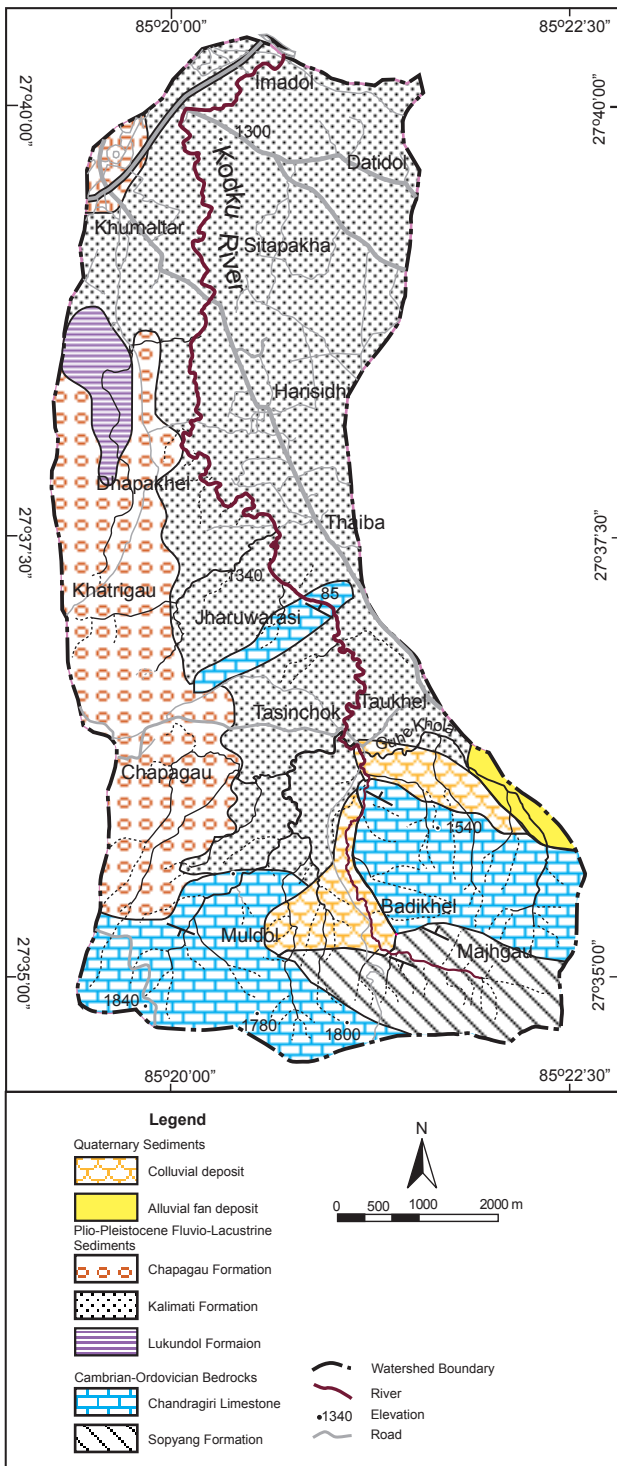 85º20’00”
85º22’30”
27º40’00”
27º40’00”
Imadol
1300
Datidol
Kodku River
Khumaltar
Sitapakha
Harisidhi
Dhapakhel
Thaiba
27º37’30”
27º37’30”
1340
Khatrigau
85
Jharuwarasi
Taukhel
Tasinchok
Guhe Khola
Chapagau
1540
Badikhel
Muldol
Majhgau
27º35’00”
27º35’00”
1840
1780
1800
85º20’00”
85º22’30”
Legend
Quaternary Sediments
Colluvial deposit
Alluvial fan deposit
Plio-Pleistocene Fluvio-Lacustrine
Sediments
Chapagau Formation
Kalimati Formation
Lukundol Formaion
Cambrian-Ordovician Bedrocks
Chandragiri Limestone
Sopyang Formation
N
0 500 1000 2000 m
Watershed Boundary
River
•1340 Elevation
Road